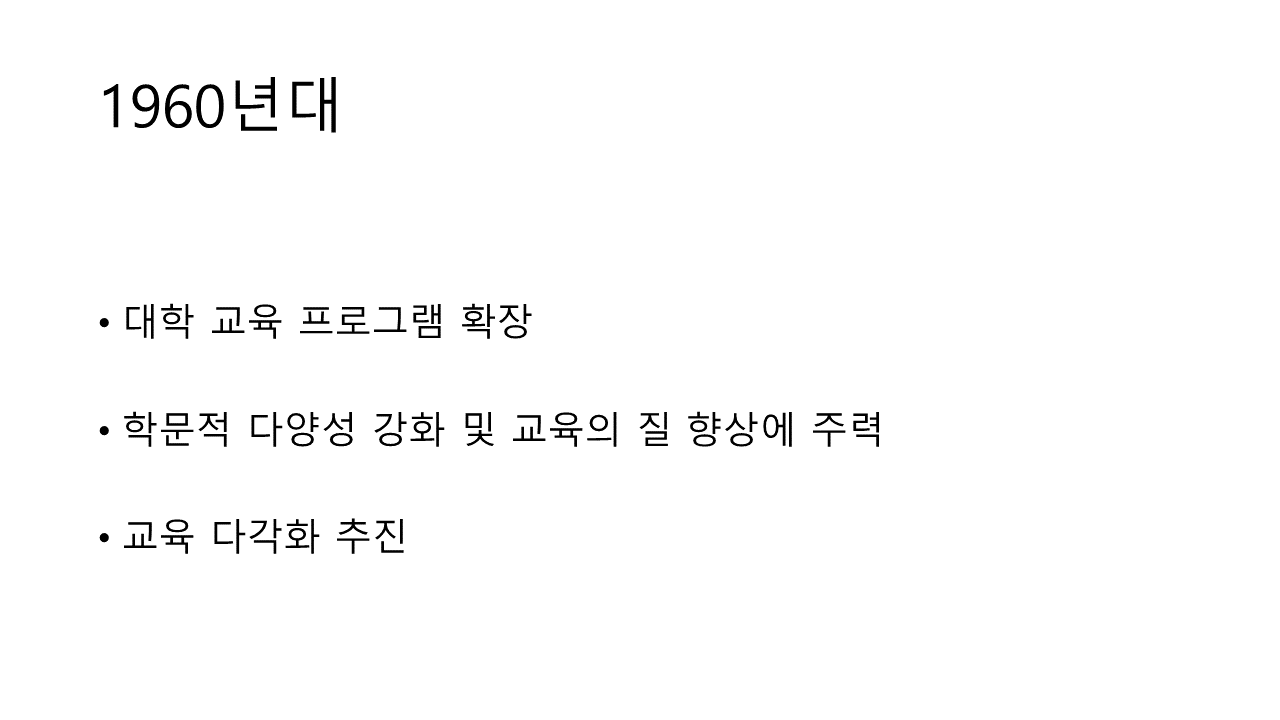 1960년대
• 대학 교육 프로그램 확장
• 학문적 다양성 강화 및 교육의 질 향상에 주력
• 교육 다각화 추진